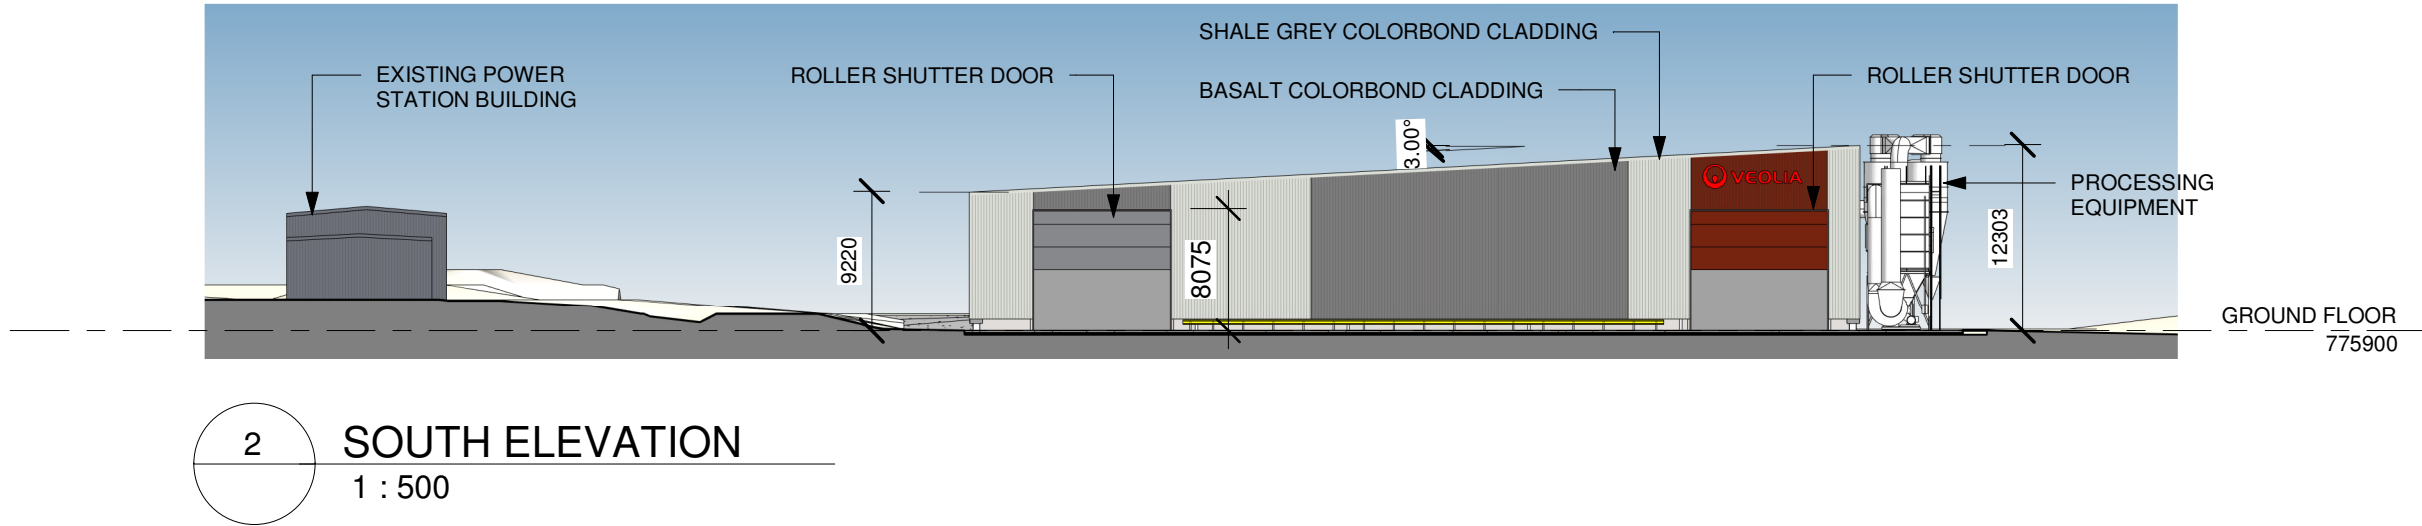 SHALE GREY COLORBOND CLADDING
EXISTING POWER
STATION BUILDING
ROLLER SHUTTER DOOR
BASALT COLORBOND CLADDING
ROLLER SHUTTER DOOR
3.00°
VEOLIA
PROCESSING
EQUIPMENT
9220
8075
12303
GROUND FLOOR
775900
2
SOUTH ELEVATION
1 : 500